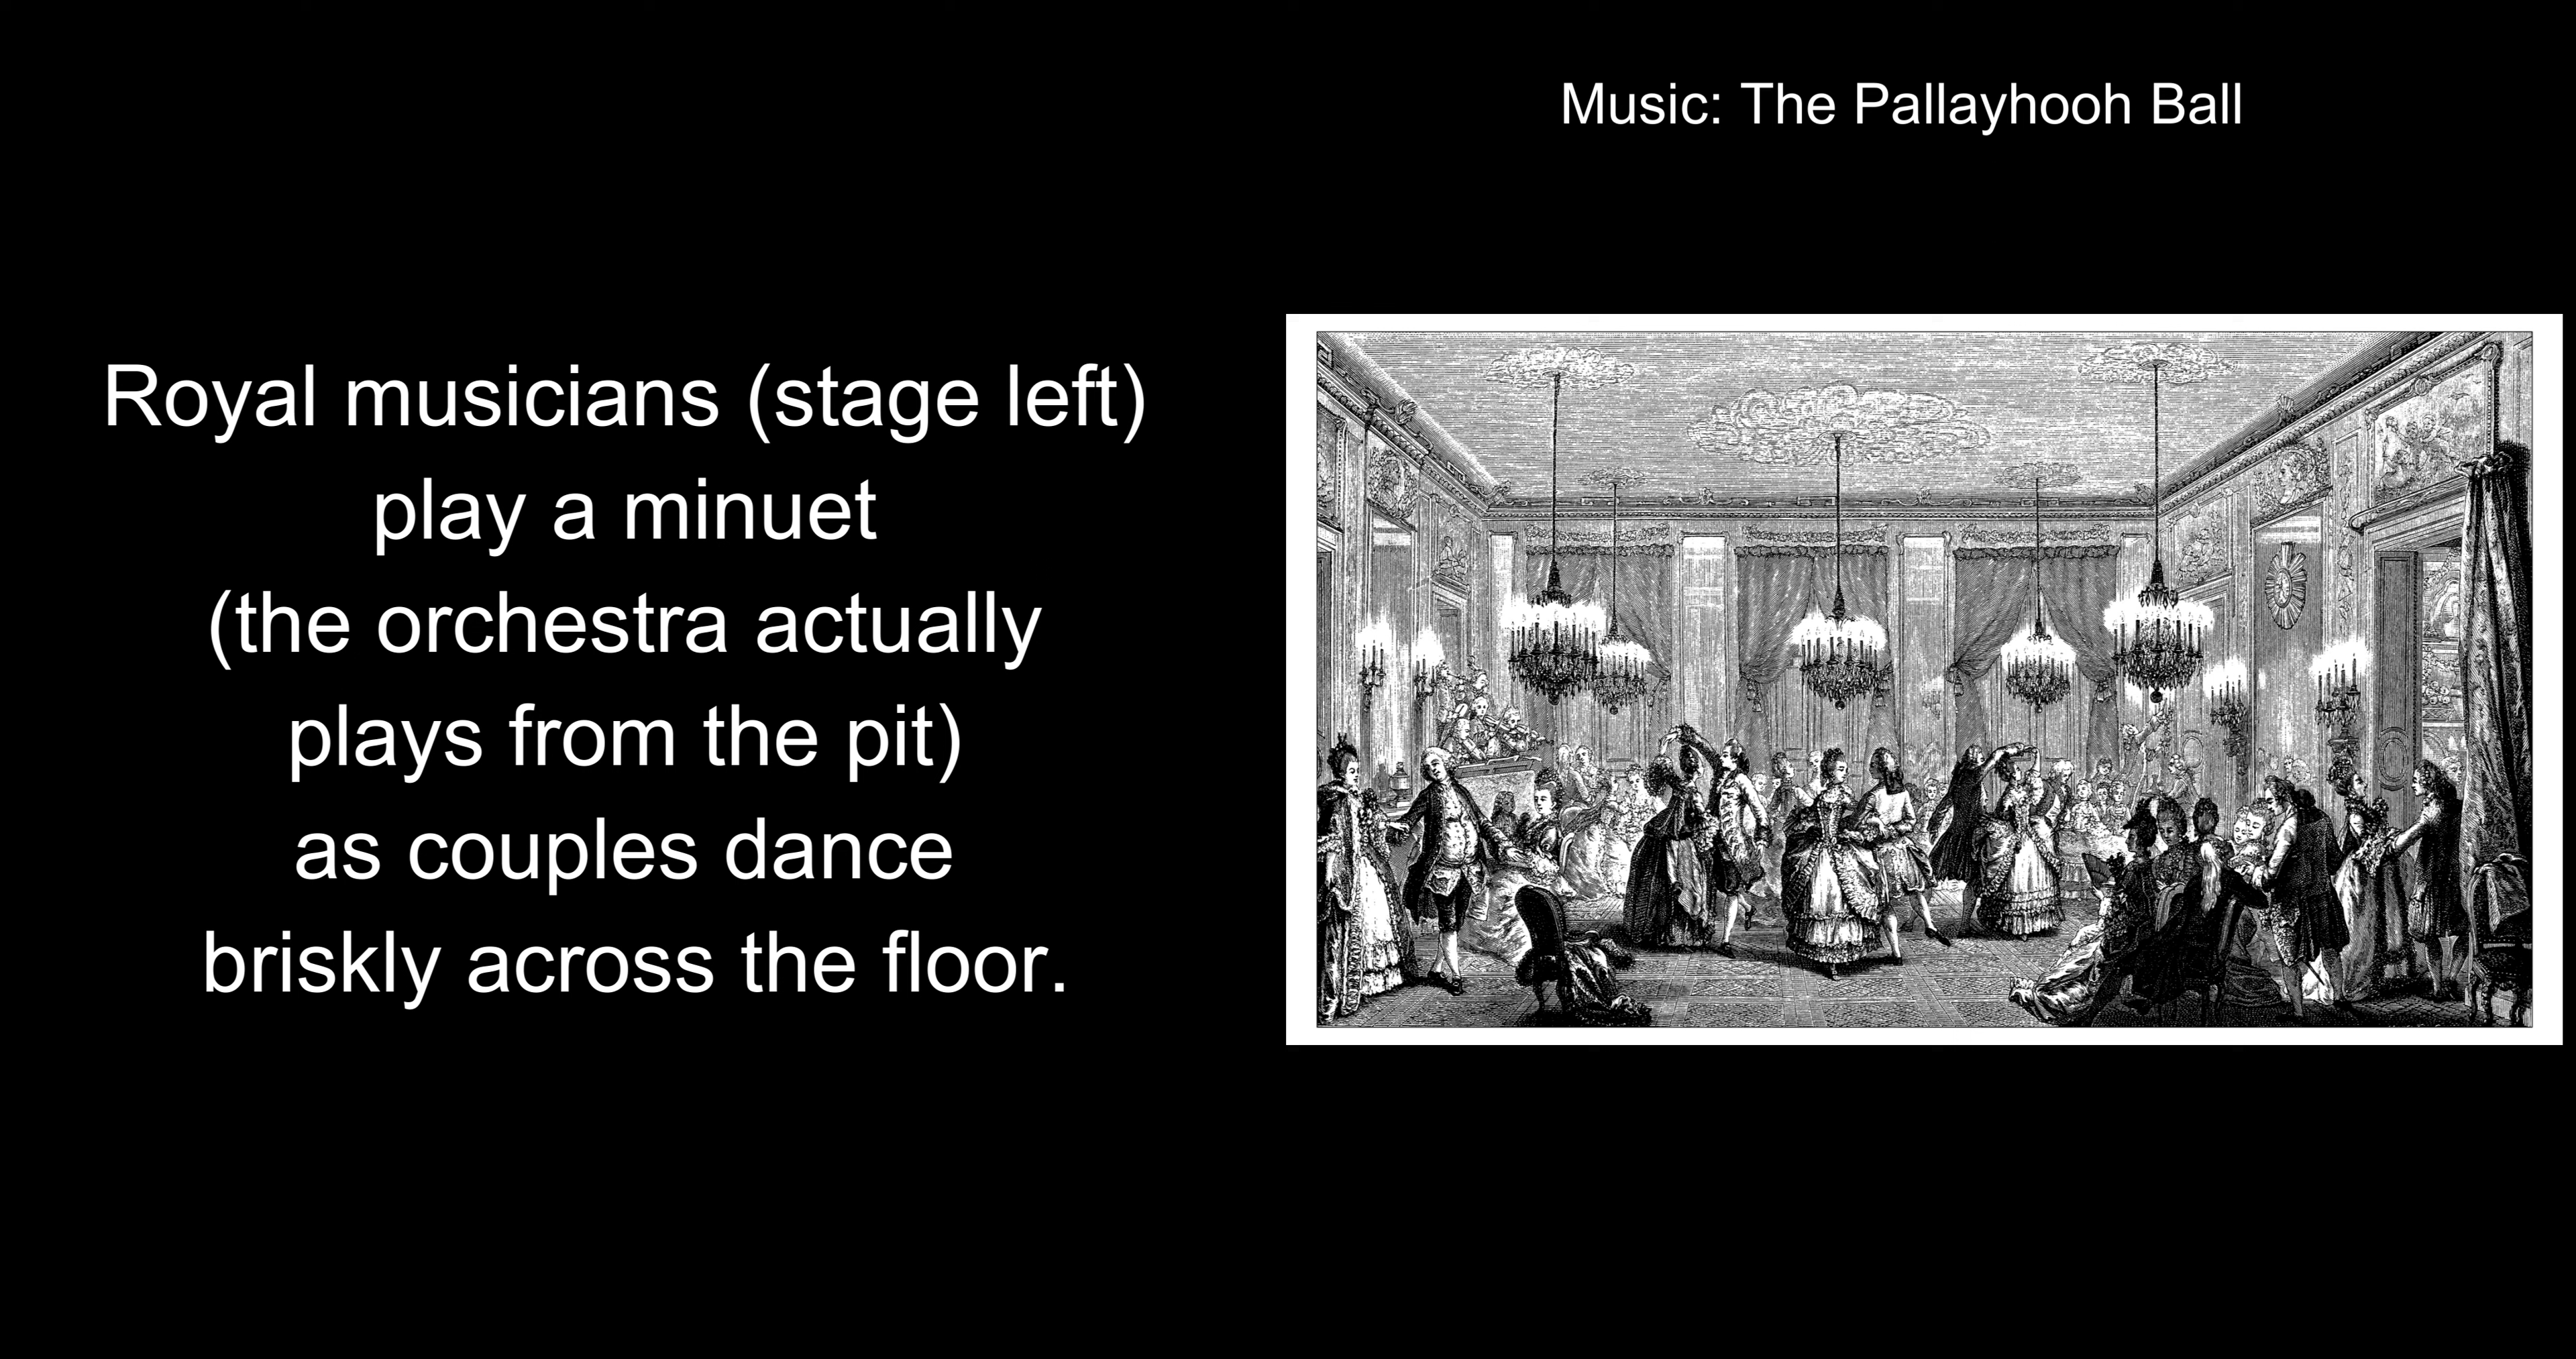 Music: The Pallayhooh Ball
Royal musicians (stage left)
play a minuet
(the orchestra actually
plays from the pit)
as couples dance
briskly across the floor.